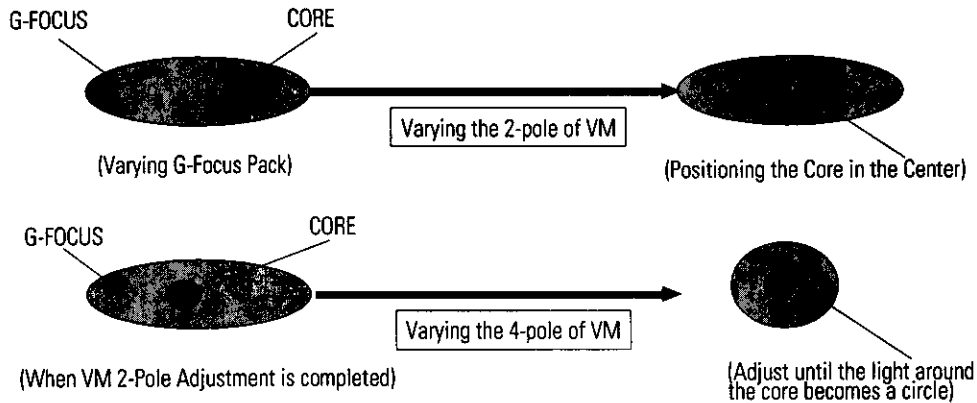 G-FOCUS
CORE
Varying the 2-pole of VM
(Varying G-Focus Pack)
(Positioning the Core in the Center)
G-FOCUS
CORE
Varying the 4-pole of VM
(When VM 2-Pole Adjustment is completed)
(Adjust until the light around
the core becomes a circle)